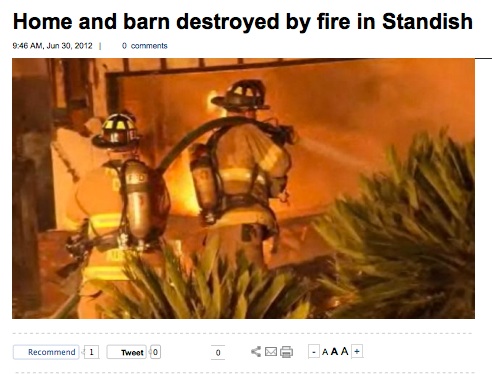 Home and barn destroyed by fire in Standish
9:46 AM, Jun 30, 2012 | 0 comments
Recommend 1 Tweet 0 0 - A A A +